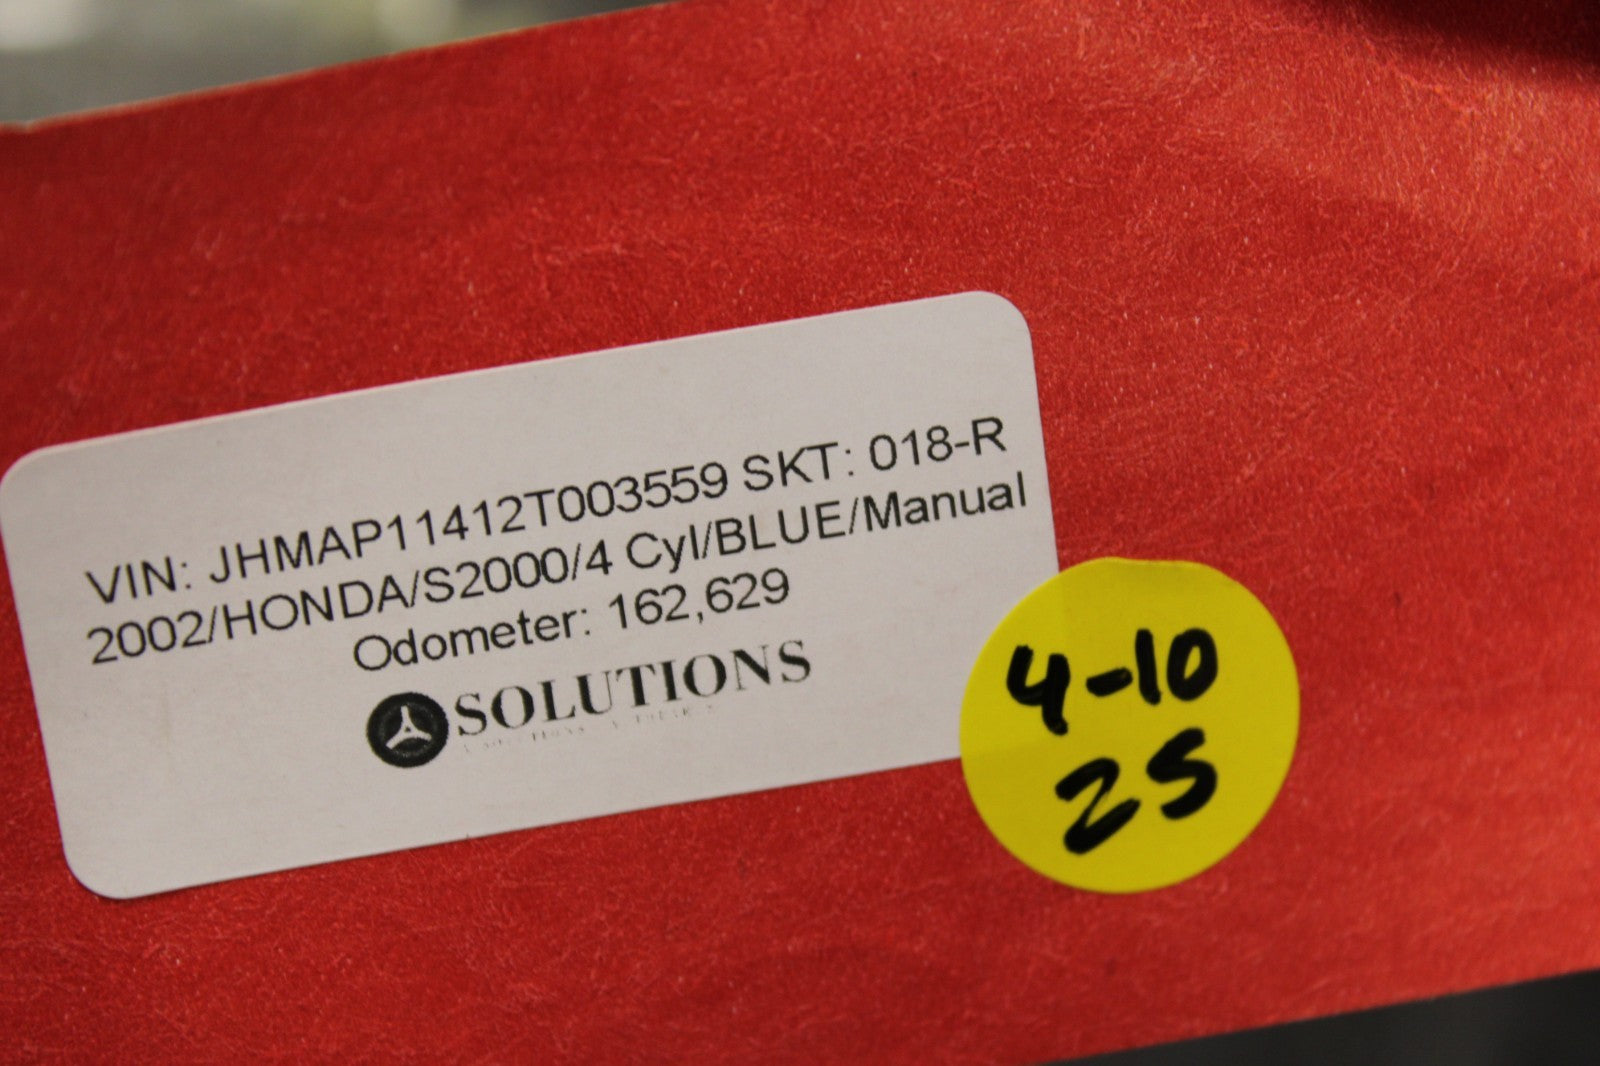 VIN: JHMAP11412T003559 SKT: 018-R
2002/HONDA/S2000/4 Cyl/BLUE/Manual
Odometer: 162,629
SOLUTIONS
4-10
25